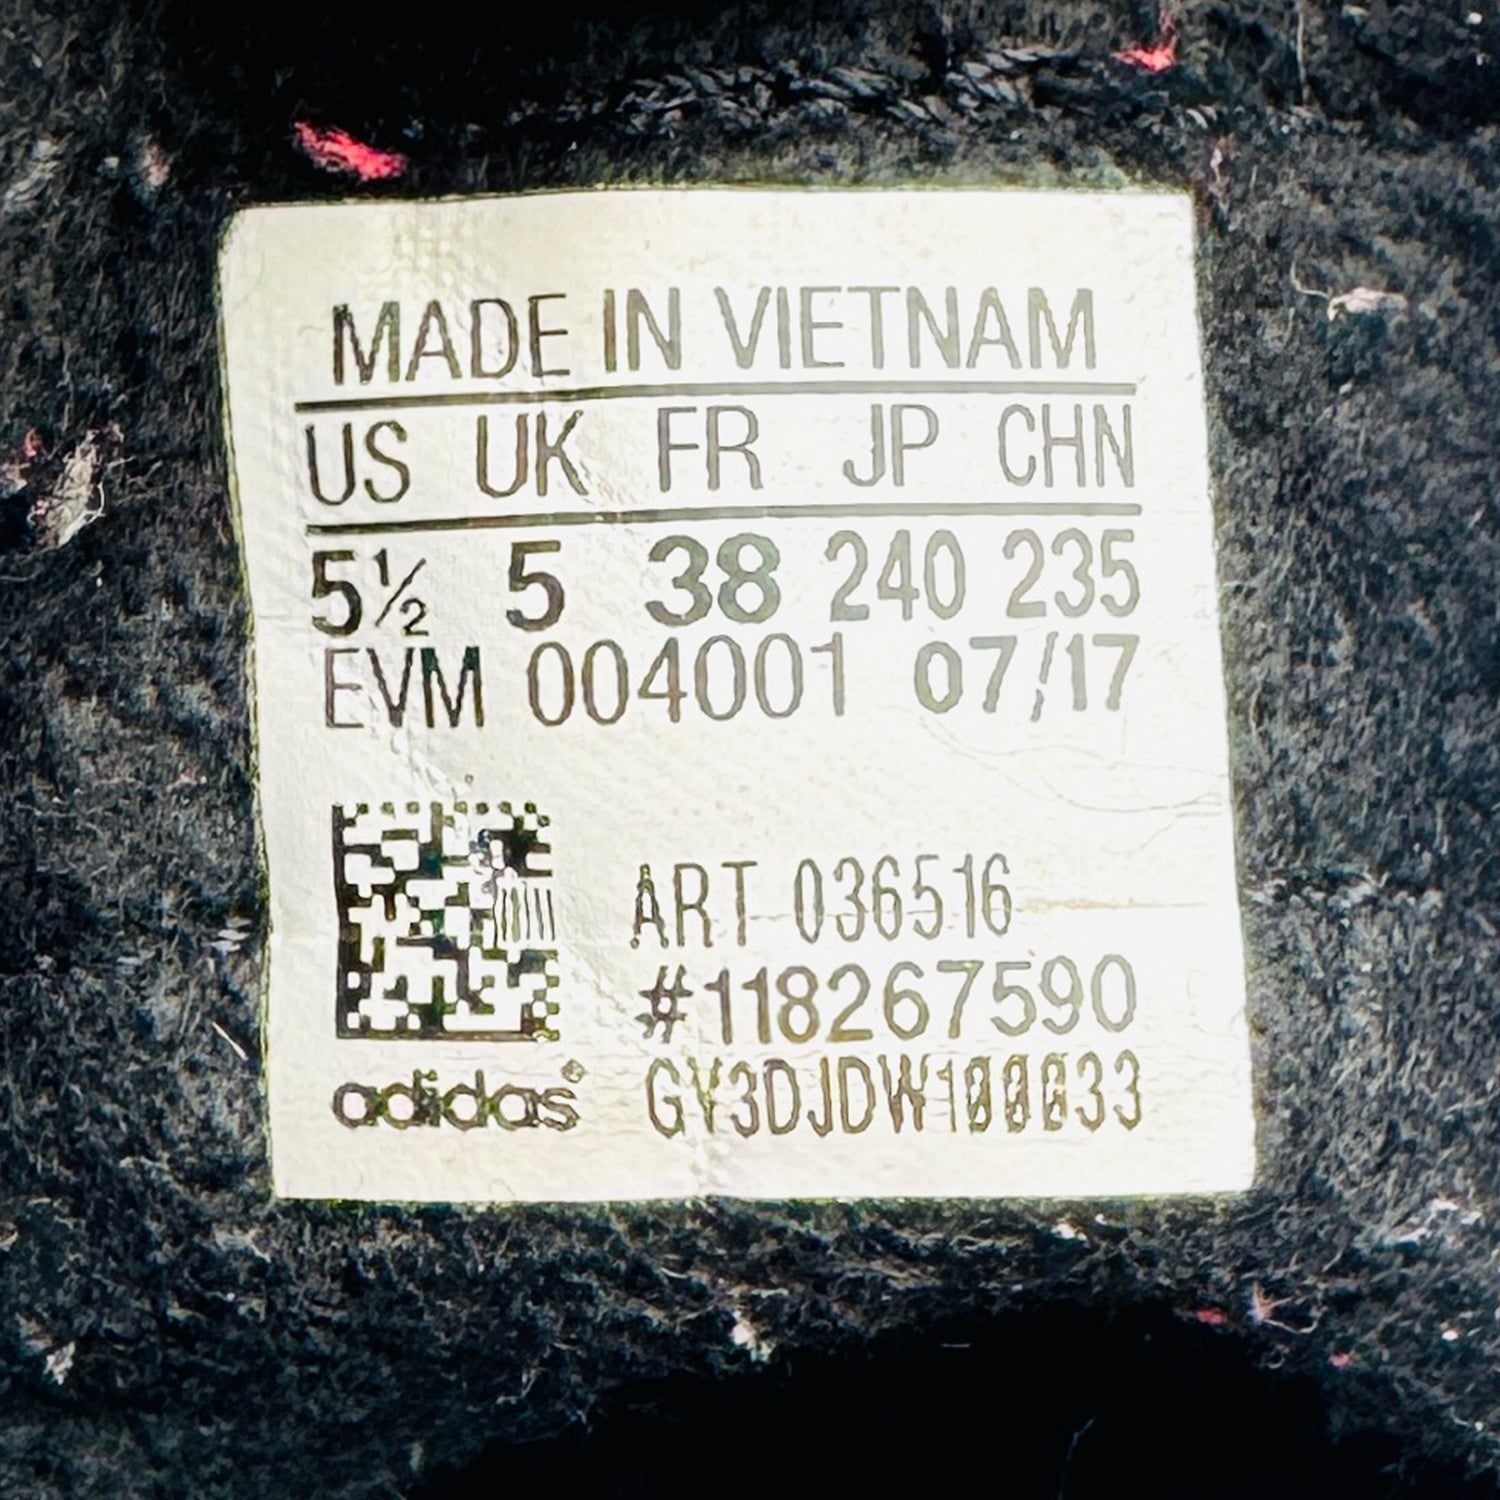 MADE IN VIETNAM
US UK FR JP CHN
5½ 5 38 240 235
EVM 004001 07/17
ART 036516
#118267590
adidas® GY3DJDW100033